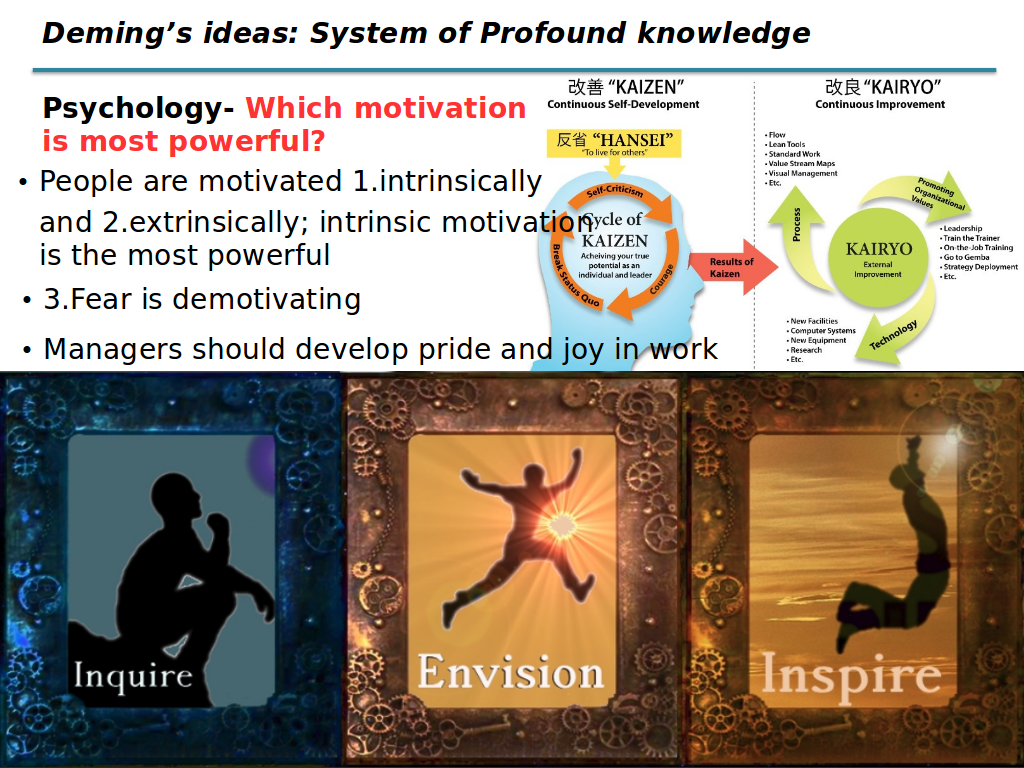 Deming’s ideas: System of Profound knowledge
Psychology- Which motivation
is most powerful?
• People are motivated 1.intrinsically
and 2.extrinsically; intrinsic motivation
is the most powerful
• 3.Fear is demotivating
• Managers should develop pride and joy in work
改善 “KAIZEN”
Continuous Self-Development
反省 “HANSEI”
“To live for others”
Self-Criticism
Courage
Break Status Quo
Cycle of
KAIZEN
Acheiving your true
potential as an
individual and leader
Results of
Kaizen
改良 “KAIRYO”
Continuous Improvement
• Flow
• Lean Tools
• Standard Work
• Value Stream Maps
• Visual Management
• Etc.
Process
Promoting
Organizational
Values
KAIRYO
External
Improvement
• Leadership
• Train the Trainer
• On-the-Job Training
• Go to Gemba
• Strategy Deployment
• Etc.
Technology
• New Facilities
• Computer Systems
• New Equipment
• Research
• Etc.
Inquire
Envision
Inspire